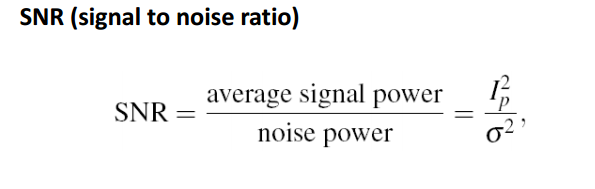 SNR (signal to noise ratio)
SNR = average signal power / noise power = I_p^2 / σ^2,